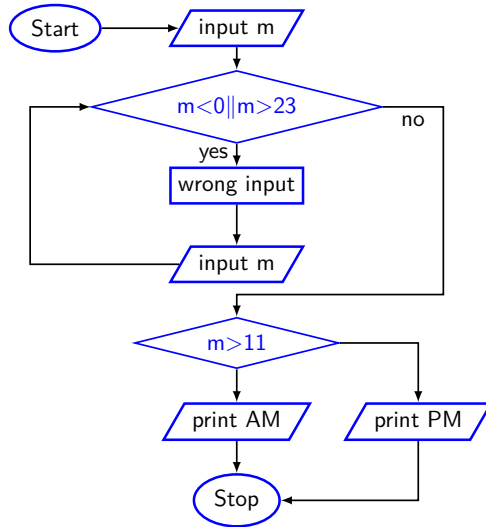 Start
input m
m<0||m>23
no
yes
wrong input
input m
m>11
print AM
print PM
Stop